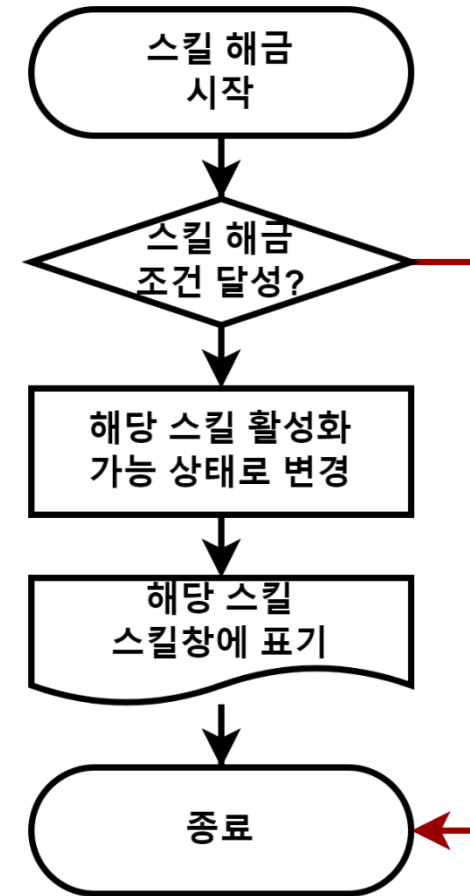 스킬 해금
시작
스킬 해금
조건 달성?
해당 스킬 활성화
가능 상태로 변경
해당 스킬
스킬창에 표기
종료